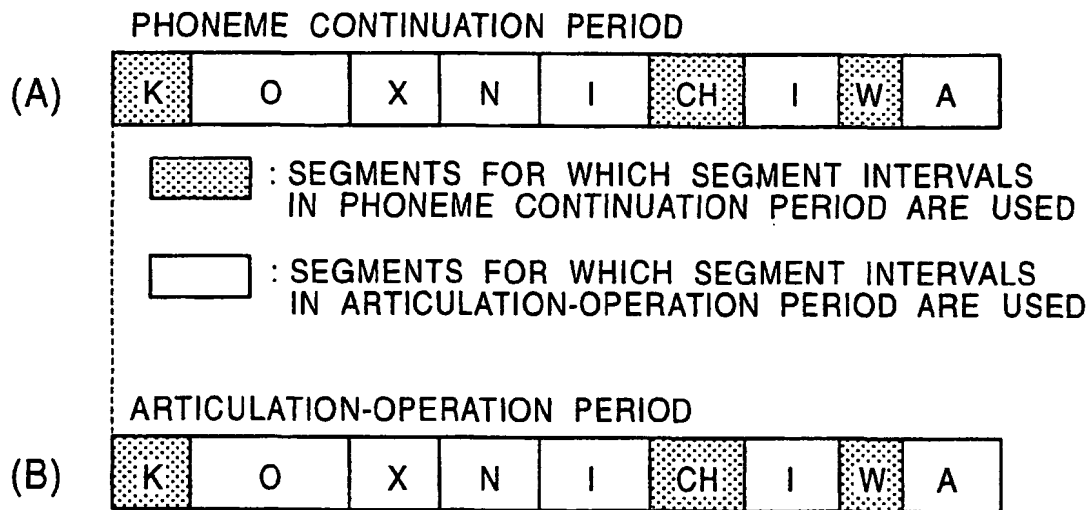 PHONEME CONTINUATION PERIOD
(A) K O X N I CH I W A
: SEGMENTS FOR WHICH SEGMENT INTERVALS
IN PHONEME CONTINUATION PERIOD ARE USED
: SEGMENTS FOR WHICH SEGMENT INTERVALS
IN ARTICULATION-OPERATION PERIOD ARE USED
ARTICULATION-OPERATION PERIOD
(B) K O X N I CH I W A